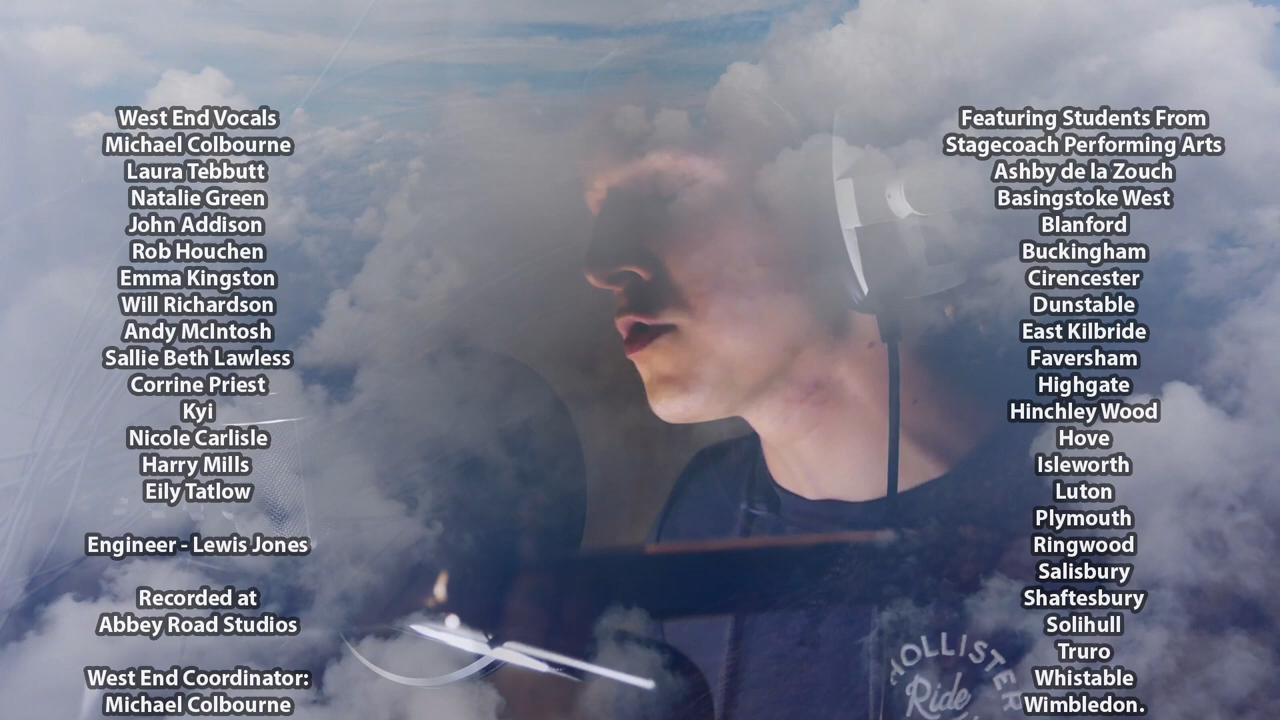 West End Vocals
Michael Colbourne
Laura Tebbutt
Natalie Green
John Addison
Rob Houchen
Emma Kingston
Will Richardson
Andy McIntosh
Sallie Beth Lawless
Corrine Priest
Kyi
Nicole Carlisle
Harry Mills
Eily Tatlow
Engineer - Lewis Jones
Recorded at
Abbey Road Studios
West End Coordinator:
Michael Colbourne
Featuring Students From
Stagecoach Performing Arts
Ashby de la Zouch
Basingstoke West
Blanford
Buckingham
Cirencester
Dunstable
East Kilbride
Faversham
Highgate
Hinchley Wood
Hove
Isleworth
Luton
Plymouth
Ringwood
Salisbury
Shaftesbury
Solihull
Truro
Whistable
Wimbledon.
HOLLISTER
Ride